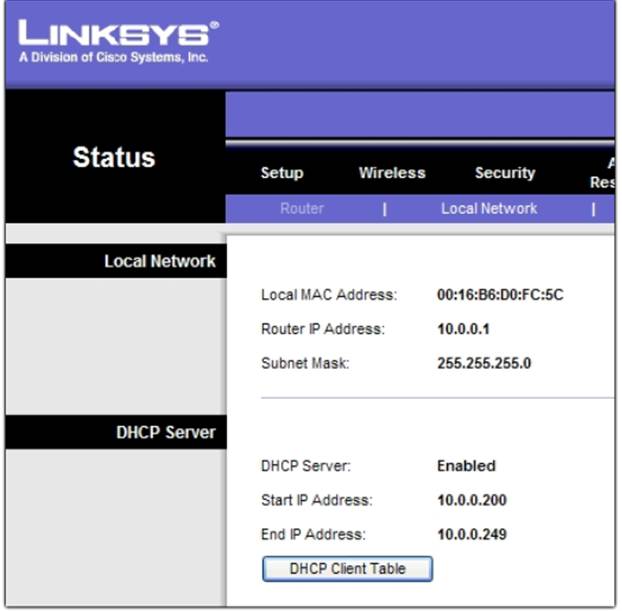 LINKSYS®
A Division of Cisco Systems, Inc.
Status
Setup Wireless Security
Router | Local Network |
Local Network
Local MAC Address: 00:16:B6:D0:FC:5C
Router IP Address: 10.0.0.1
Subnet Mask: 255.255.255.0
DHCP Server
DHCP Server: Enabled
Start IP Address: 10.0.0.200
End IP Address: 10.0.0.249
DHCP Client Table